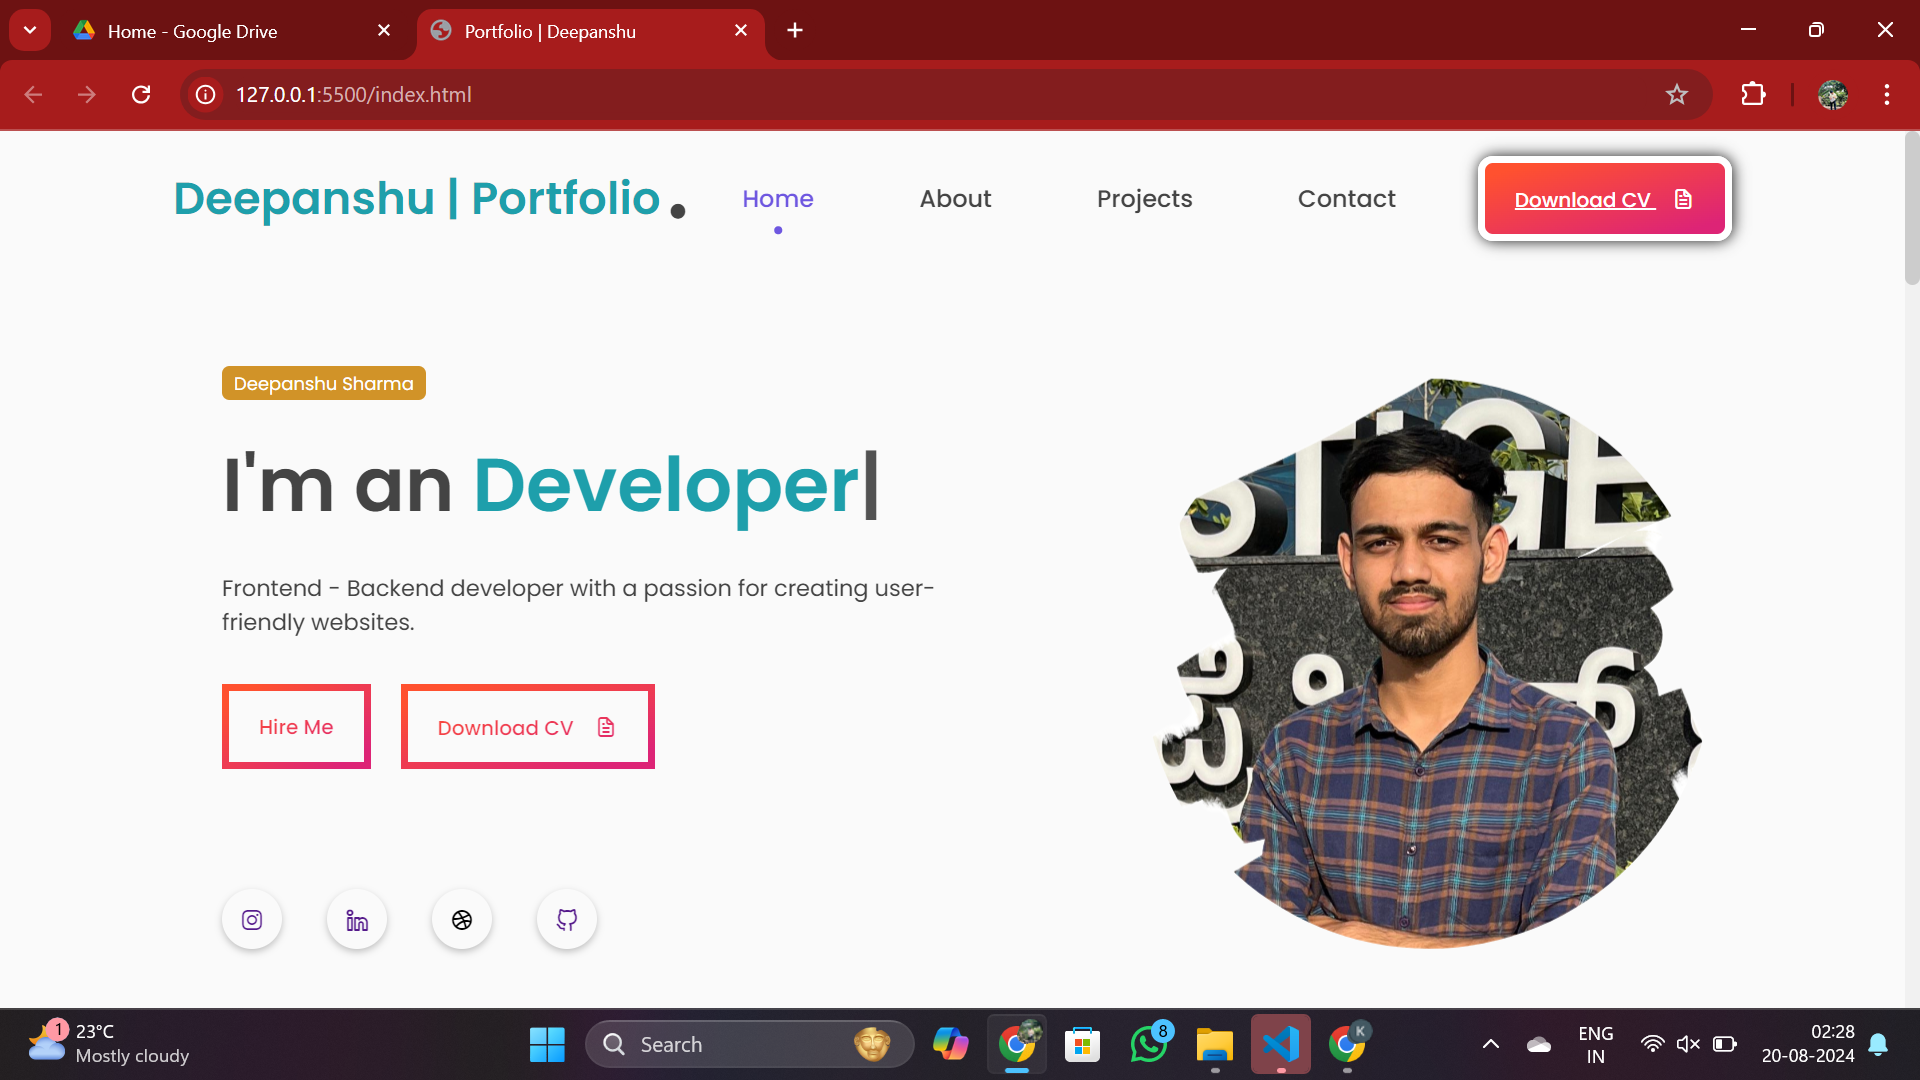 Home - Google Drive
Portfolio | Deepanshu
127.0.0.1:5500/index.html
Deepanshu | Portfolio
Home
About
Projects
Contact
Download CV
Deepanshu Sharma
I'm an Developer|
Frontend - Backend developer with a passion for creating user-
friendly websites.
Hire Me
Download CV
TIGE
1
23°C
Mostly cloudy
Search
8
K
ENG
IN
02:28
20-08-2024